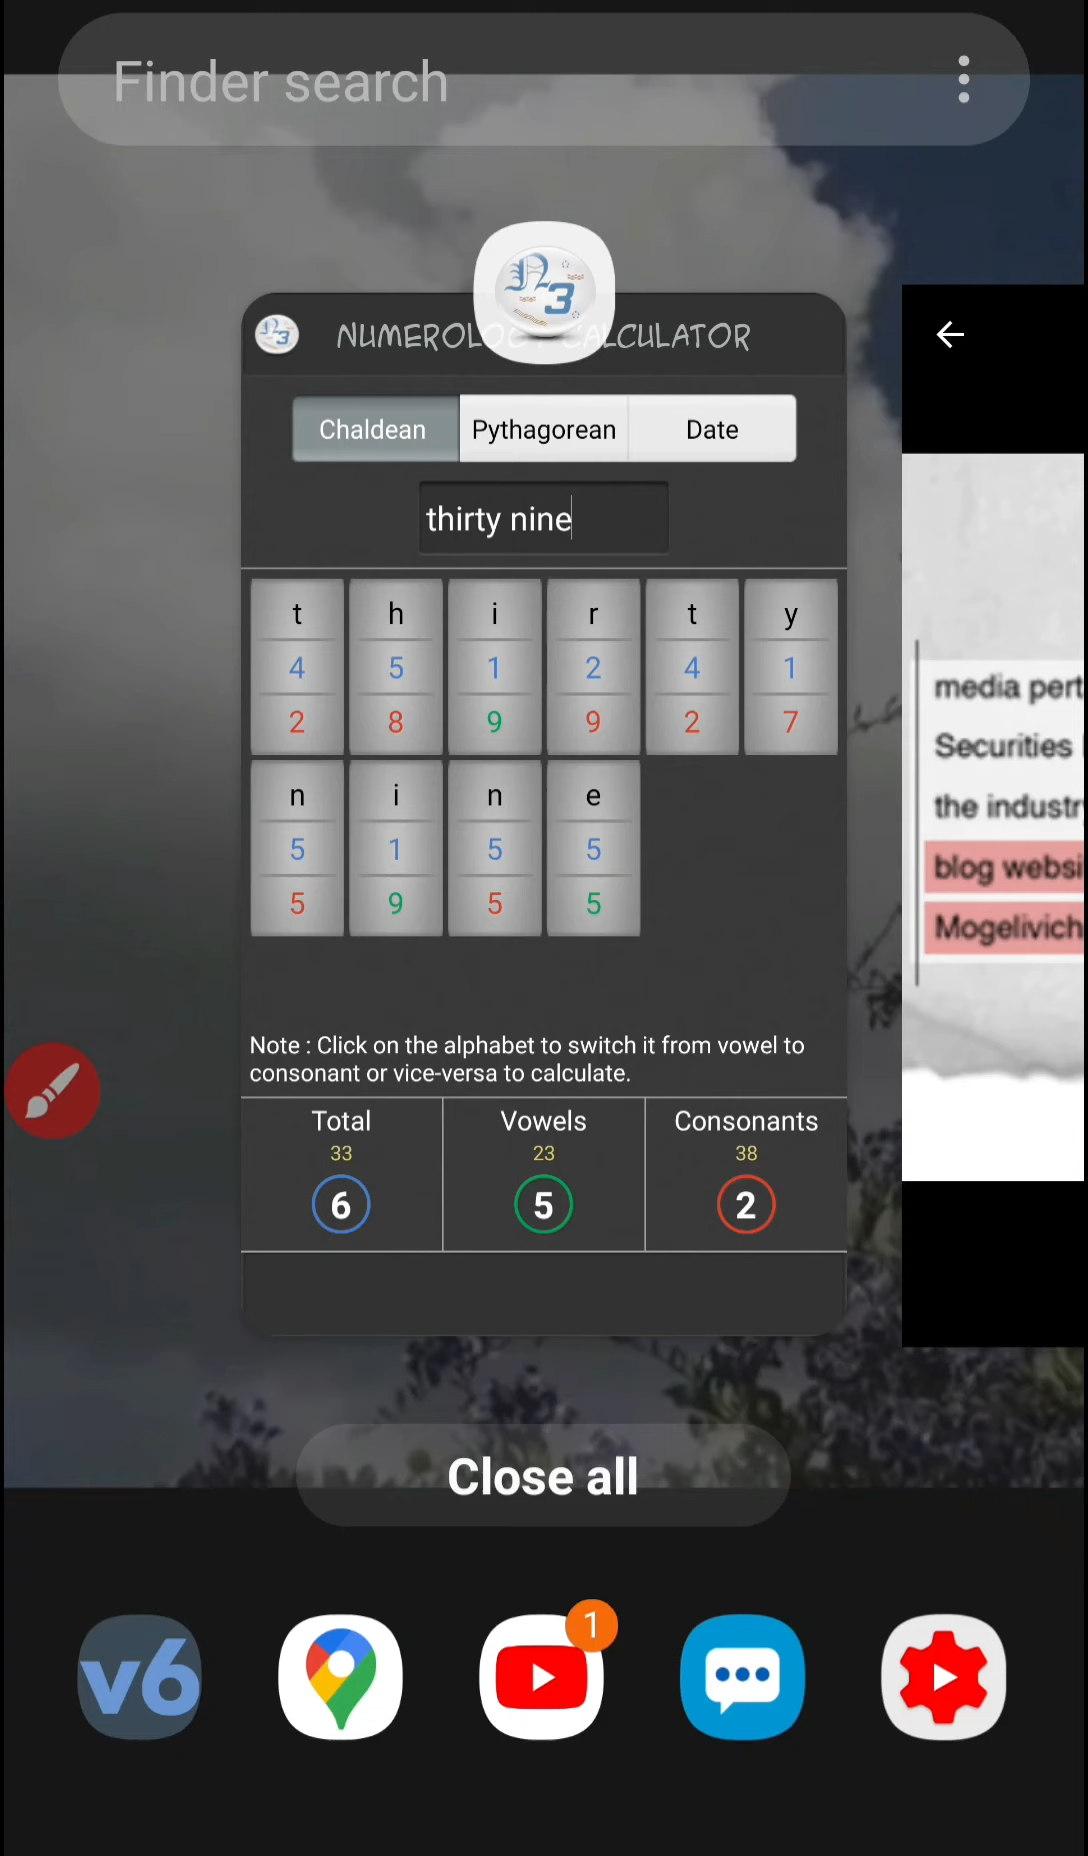 Finder search
NUMEROLOGY CALCULATOR
Chaldean Pythagorean Date
thirty nine
t h i r t y
4 5 1 2 4 1
2 8 9 9 2 7
n i n e
5 1 5 5
5 9 5 5
Note : Click on the alphabet to switch it from vowel to
consonant or vice-versa to calculate.
Total Vowels Consonants
33 23 38
6 5 2
media pert
Securities
the industr
blog websi
Mogelivich
Close all
v6
1